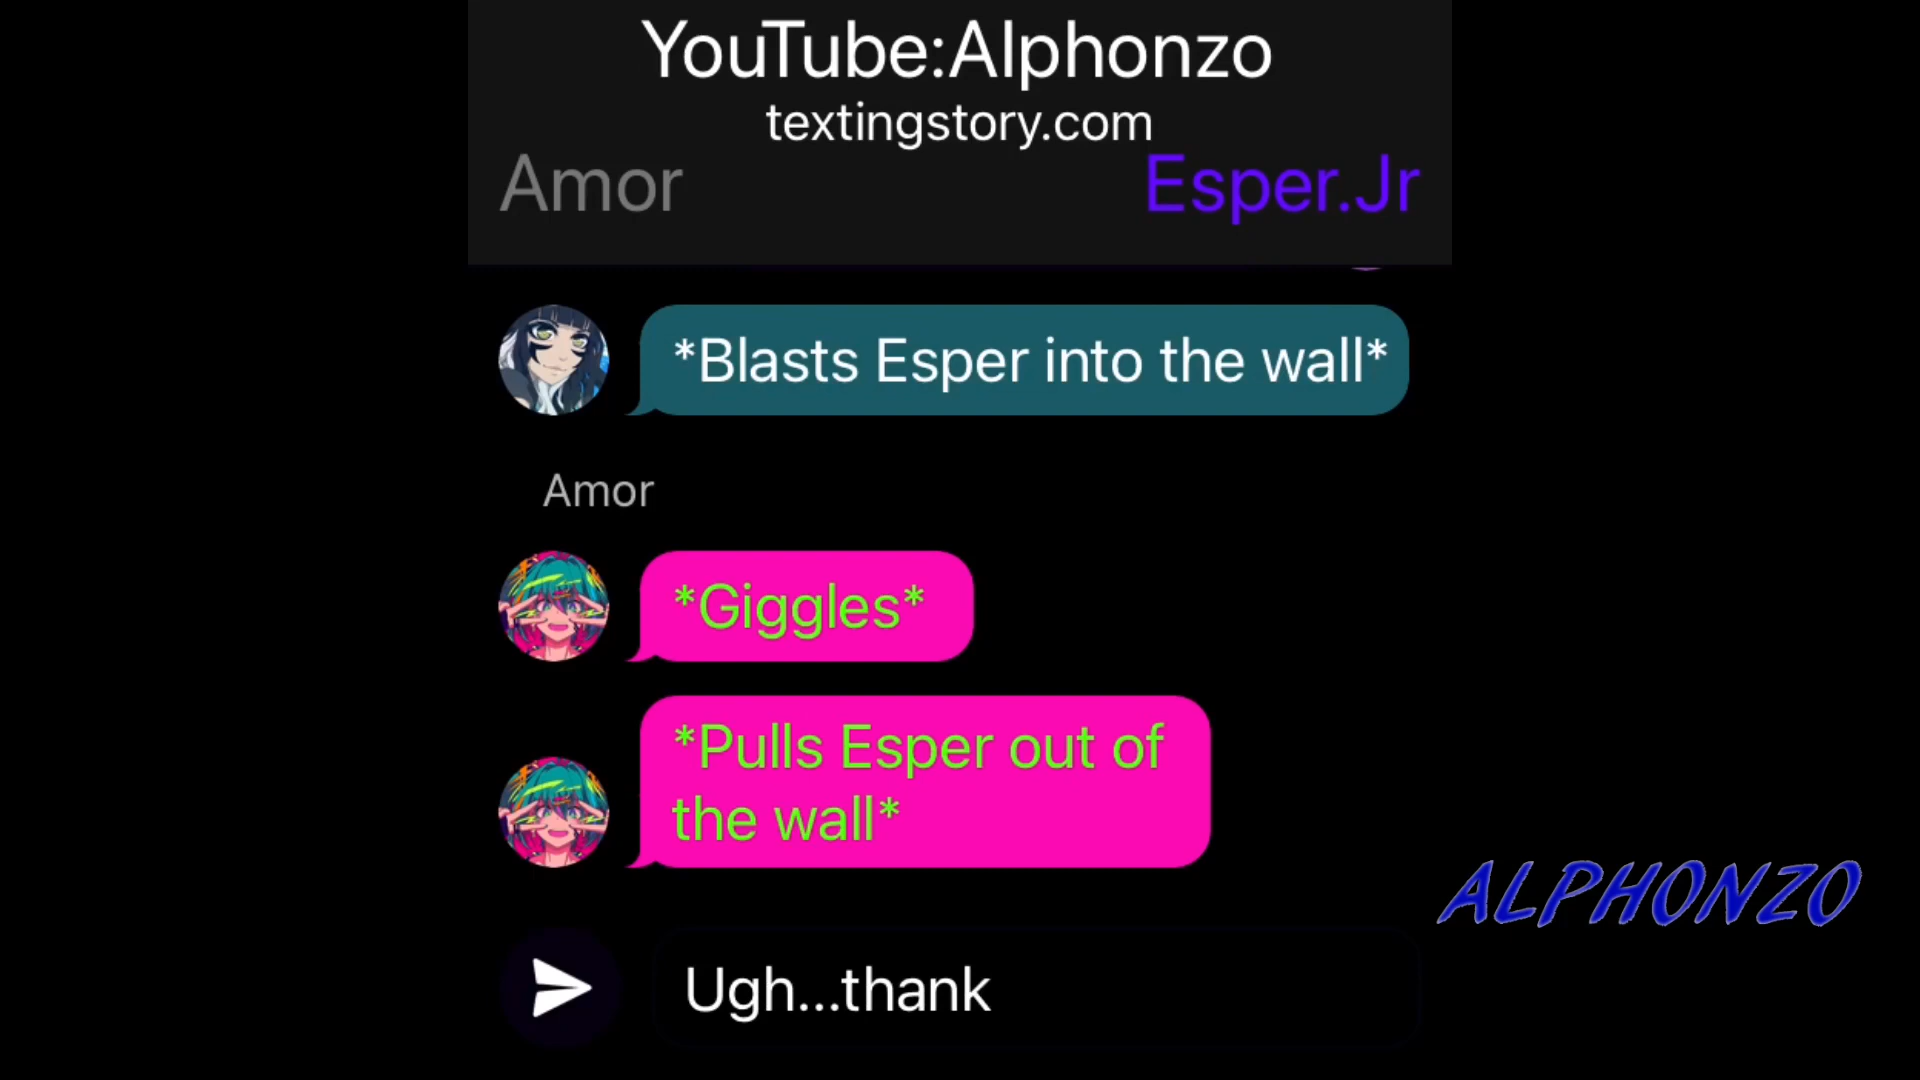 YouTube:Alphonzo
textingstory.com
Amor
Esper.Jr
*Blasts Esper into the wall*
Amor
*Giggles*
*Pulls Esper out of
the wall*
ALPHONZO
Ugh...thank